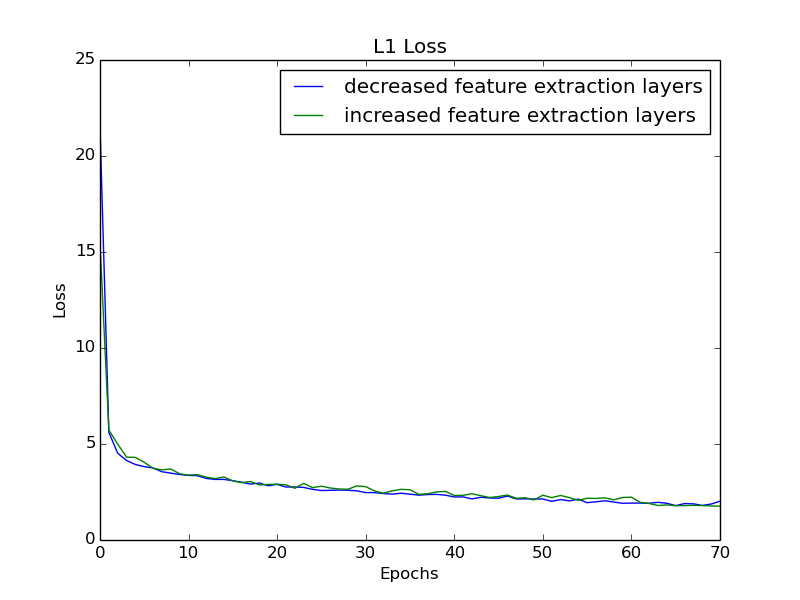 L1 Loss
25
decreased feature extraction layers
increased feature extraction layers
20
15
Loss
10
5
0
0 10 20 30 40 50 60 70
Epochs